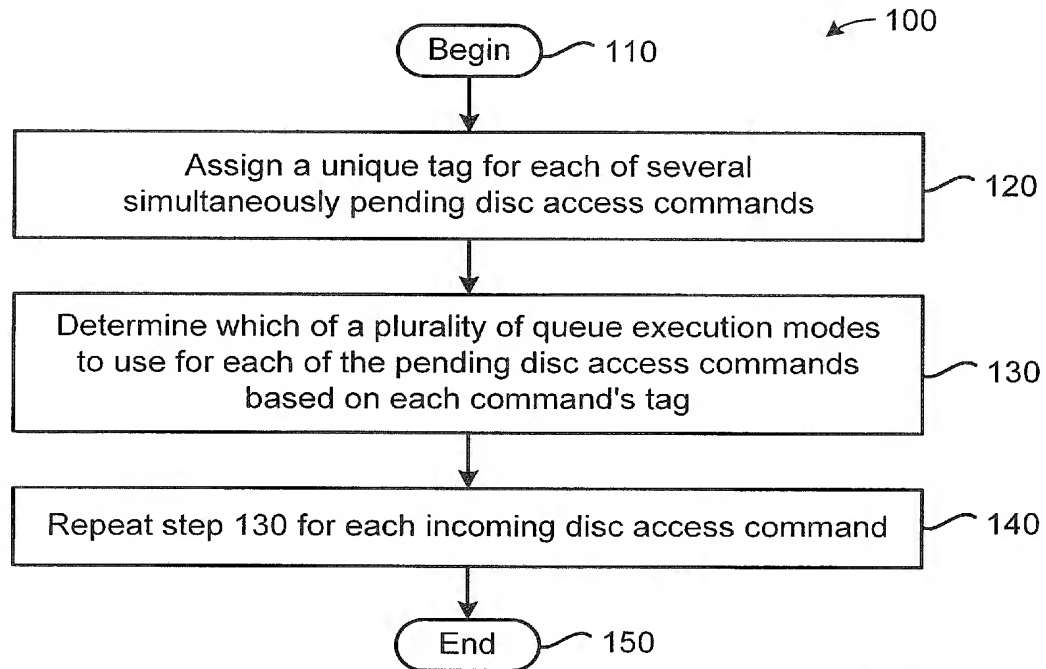 100
Begin
110
Assign a unique tag for each of several
simultaneously pending disc access commands
120
Determine which of a plurality of queue execution modes
to use for each of the pending disc access commands
based on each command's tag
130
Repeat step 130 for each incoming disc access command
140
End
150